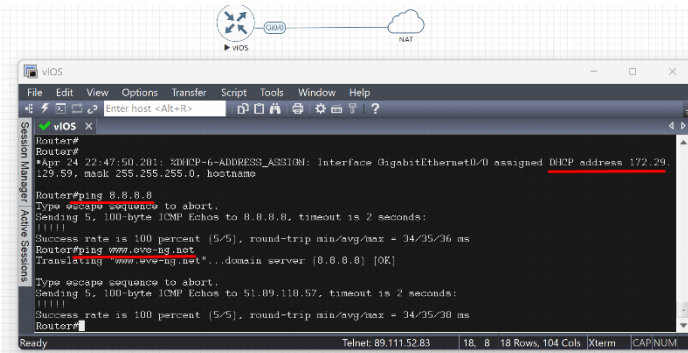 Gi0/0
vIOS
NAT
vIOS
File Edit View Options Transfer Script Tools Window Help
Enter host <Alt+R>
vIOS
Session Manager
Active Sessions
Router#
Router#
*Apr 24 22:47:50.281: %DHCP-6-ADDRESS_ASSIGN: Interface GigabitEthernet0/0 assigned DHCP address 172.29.
129.59, mask 255.255.255.0, hostname
Router#ping 8.8.8.8
Type escape sequence to abort.
Sending 5, 100-byte ICMP Echos to 8.8.8.8, timeout is 2 seconds:
!!!!!
Success rate is 100 percent (5/5), round-trip min/avg/max = 34/35/36 ms
Router#ping www.eve-ng.net
Translating "www.eve-ng.net"...domain server (8.8.8.8) [OK]
Type escape sequence to abort.
Sending 5, 100-byte ICMP Echos to 51.89.118.57, timeout is 2 seconds:
!!!!!
Success rate is 100 percent (5/5), round-trip min/avg/max = 34/35/38 ms
Router#
Ready Telnet: 89.111.52.83 18, 8 18 Rows, 104 Cols Xterm CAP NUM